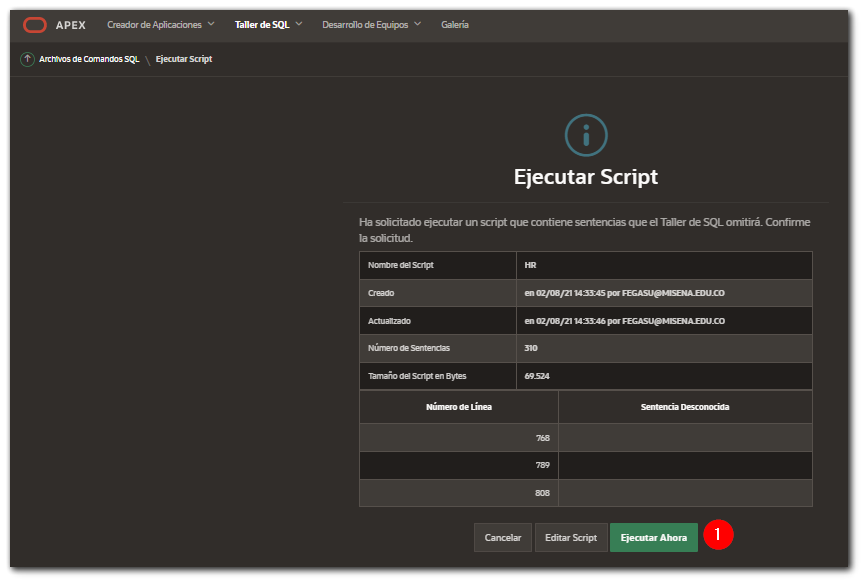 APEX Creador de Aplicaciones Taller de SQL Desarrollo de Equipos Galería
Archivos de Comandos SQL \ Ejecutar Script
Ejecutar Script
Ha solicitado ejecutar un script que contiene sentencias que el Taller de SQL omitirá. Confirme
la solicitud.
Nombre del Script HR
Creado en 02/08/21 14:33:45 por FEGASU@MISENA.EDU.CO
Actualizado en 02/08/21 14:33:46 por FEGASU@MISENA.EDU.CO
Número de Sentencias 310
Tamaño del Script en Bytes 69.524
Número de Línea Sentencia Desconocida
768
789
808
Cancelar Editar Script Ejecutar Ahora 1